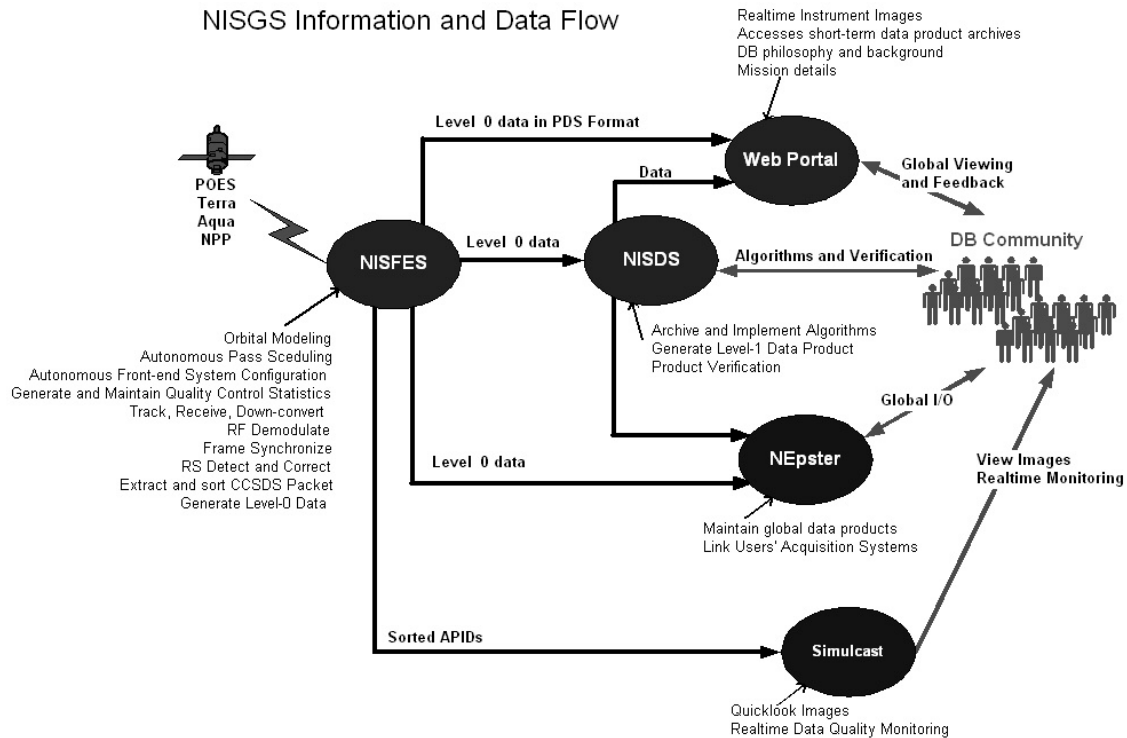 NISGS Information and Data Flow
Realtime Instrument Images
Accesses short-term data product archives
DB philosophy and background
Mission details
Level 0 data in PDS Format
Web Portal
Data
Global Viewing
and Feedback
POES
Terra
Aqua
NPP
NISFES
Level 0 data
NISDS
Algorithms and Verification
DB Community
Orbital Modeling
Autonomous Pass Sceduling
Autonomous Front-end System Configuration
Generate and Maintain Quality Control Statistics
Track, Receive, Down-convert
RF Demodulate
Frame Synchronize
RS Detect and Correct
Extract and sort CCSDS Packet
Generate Level-0 Data
Archive and Implement Algorithms
Generate Level-1 Data Product
Product Verification
Global I/O
Level 0 data
NEpster
View Images
Realtime Monitoring
Maintain global data products
Link Users' Acquisition Systems
Sorted APIDs
Simulcast
Quicklook Images
Realtime Data Quality Monitoring